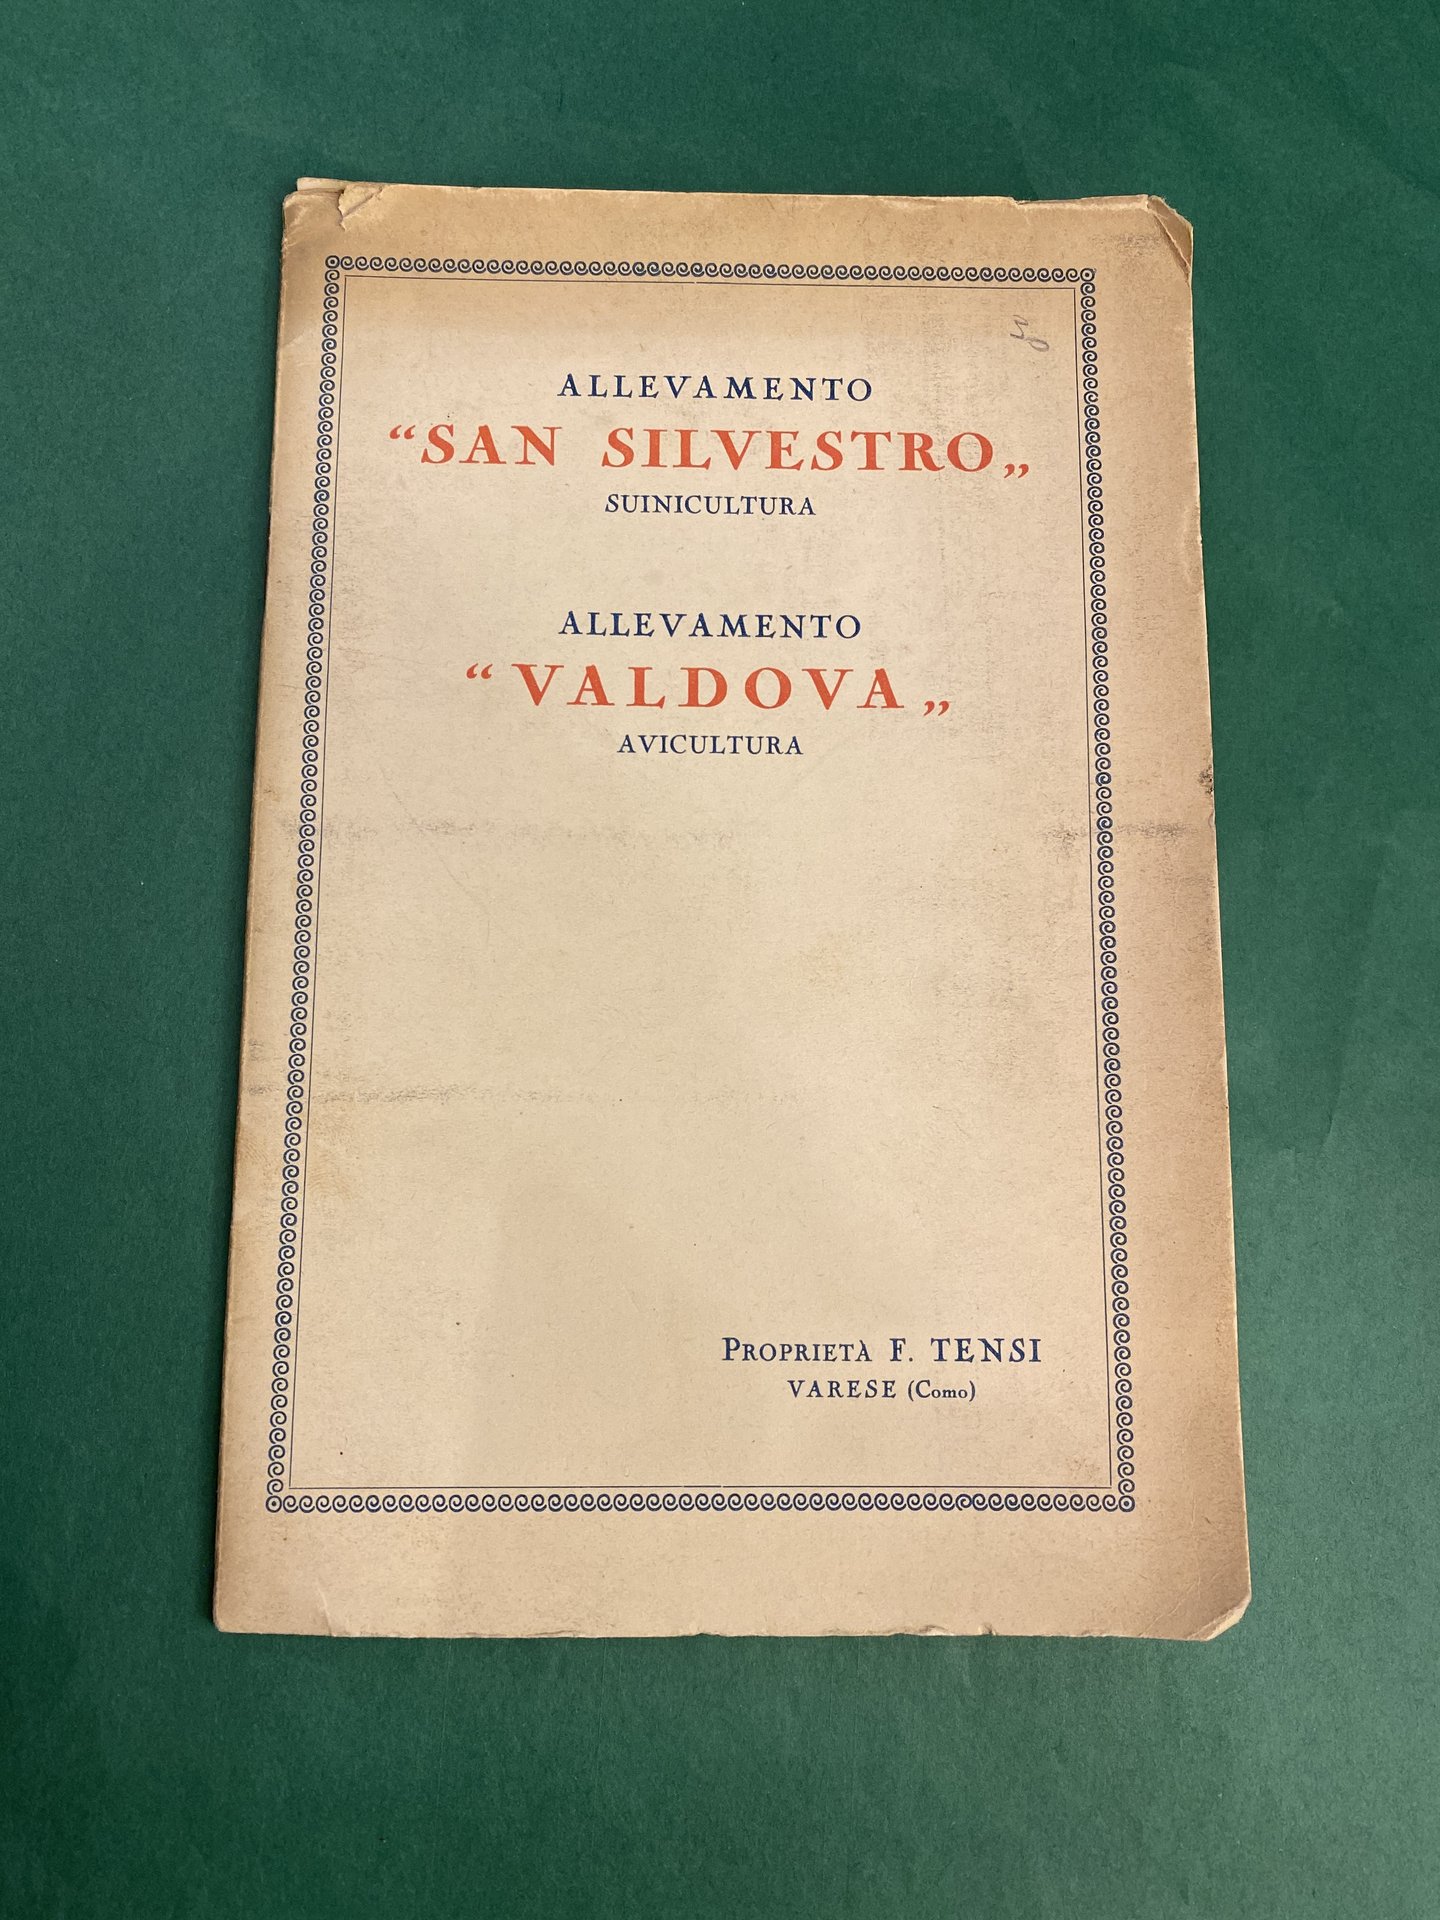 ALLEVAMENTO
“SAN SILVESTRO„
SUINICULTURA
ALLEVAMENTO
“VALDOVA„
AVICULTURA
PROPRIETÀ F. TENSI
VARESE (Como)